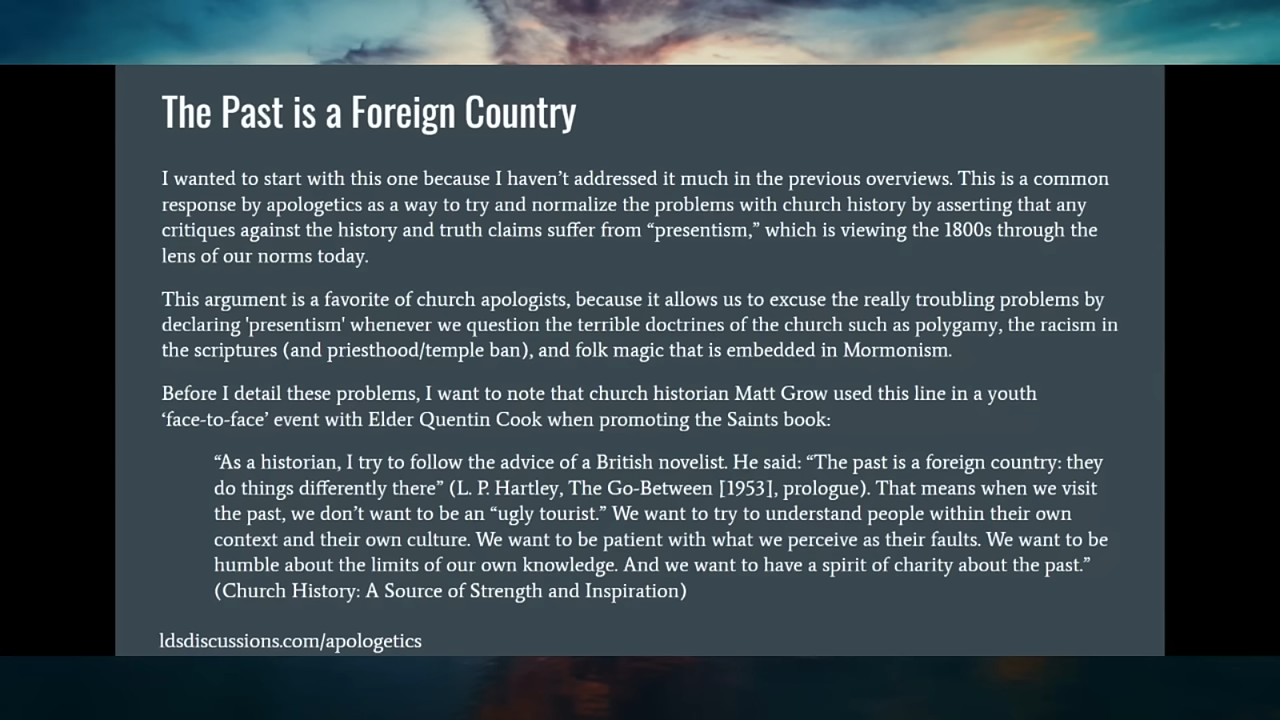 The Past is a Foreign Country
I wanted to start with this one because I haven’t addressed it much in the previous overviews. This is a common
response by apologetics as a way to try and normalize the problems with church history by asserting that any
critiques against the history and truth claims suffer from “presentism,” which is viewing the 1800s through the
lens of our norms today.
This argument is a favorite of church apologists, because it allows us to excuse the really troubling problems by
declaring 'presentism' whenever we question the terrible doctrines of the church such as polygamy, the racism in
the scriptures (and priesthood/temple ban), and folk magic that is embedded in Mormonism.
Before I detail these problems, I want to note that church historian Matt Grow used this line in a youth
‘face-to-face’ event with Elder Quentin Cook when promoting the Saints book:
“As a historian, I try to follow the advice of a British novelist. He said: “The past is a foreign country: they
do things differently there” (L. P. Hartley, The Go-Between [1953], prologue). That means when we visit
the past, we don’t want to be an “ugly tourist.” We want to try to understand people within their own
context and their own culture. We want to be patient with what we perceive as their faults. We want to be
humble about the limits of our own knowledge. And we want to have a spirit of charity about the past.”
(Church History: A Source of Strength and Inspiration)
ldsdiscussions.com/apologetics